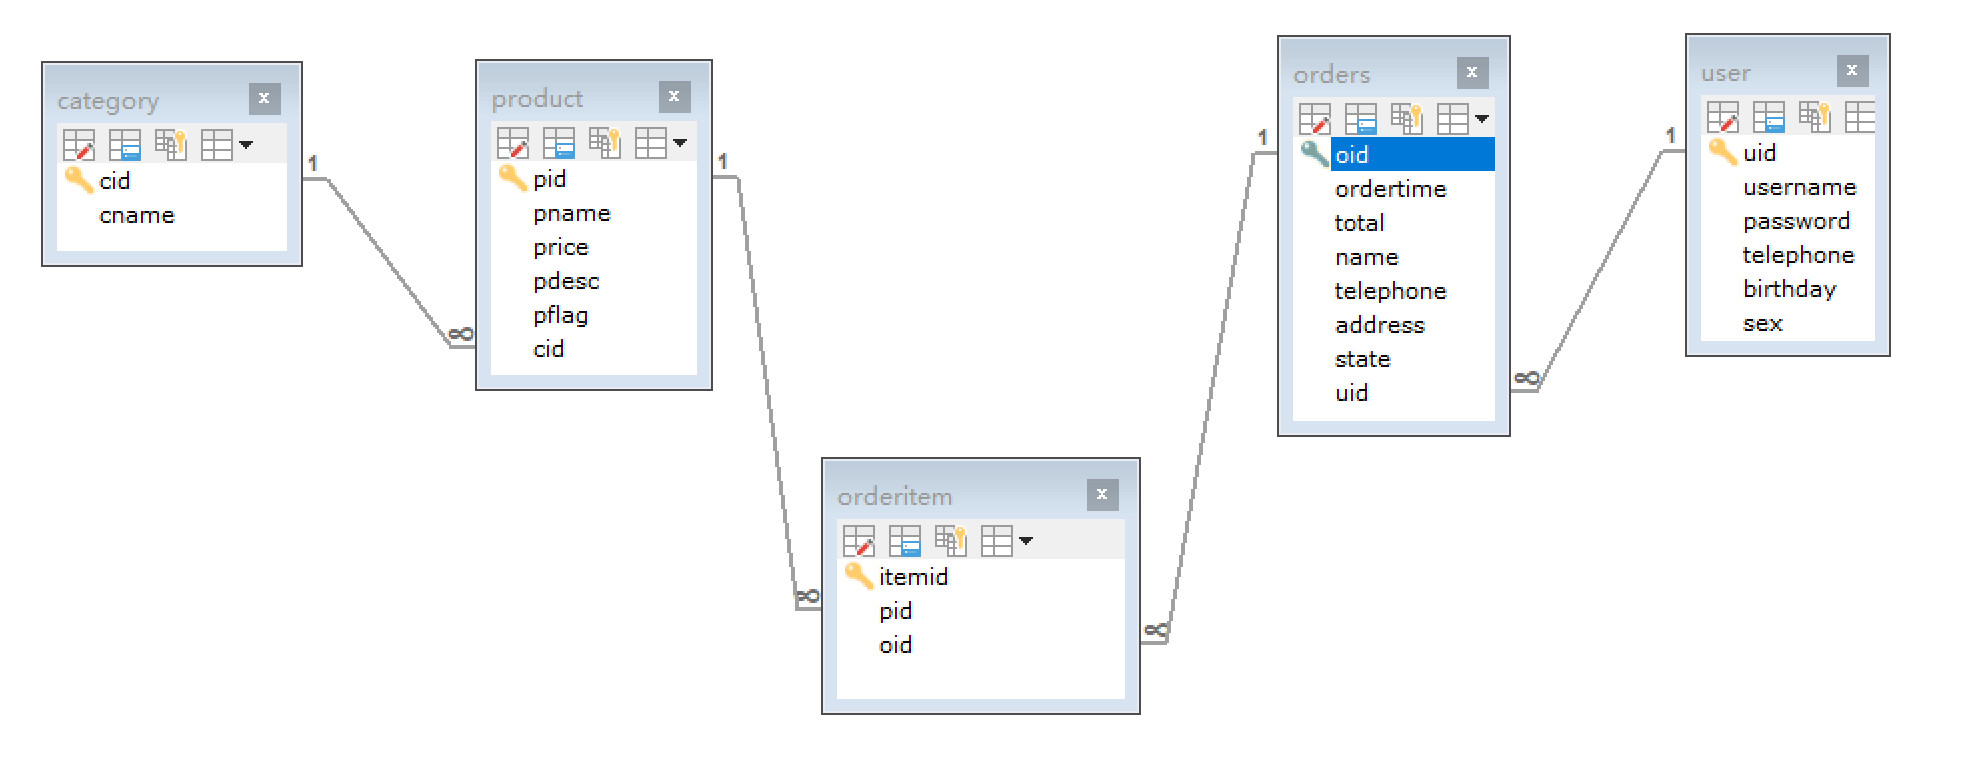 category
cid
cname
1
∞
product
pid
pname
price
pdesc
pflag
cid
1
∞
orderitem
itemid
pid
oid
∞
1
orders
oid
ordertime
total
name
telephone
address
state
uid
∞
1
user
uid
username
password
telephone
birthday
sex